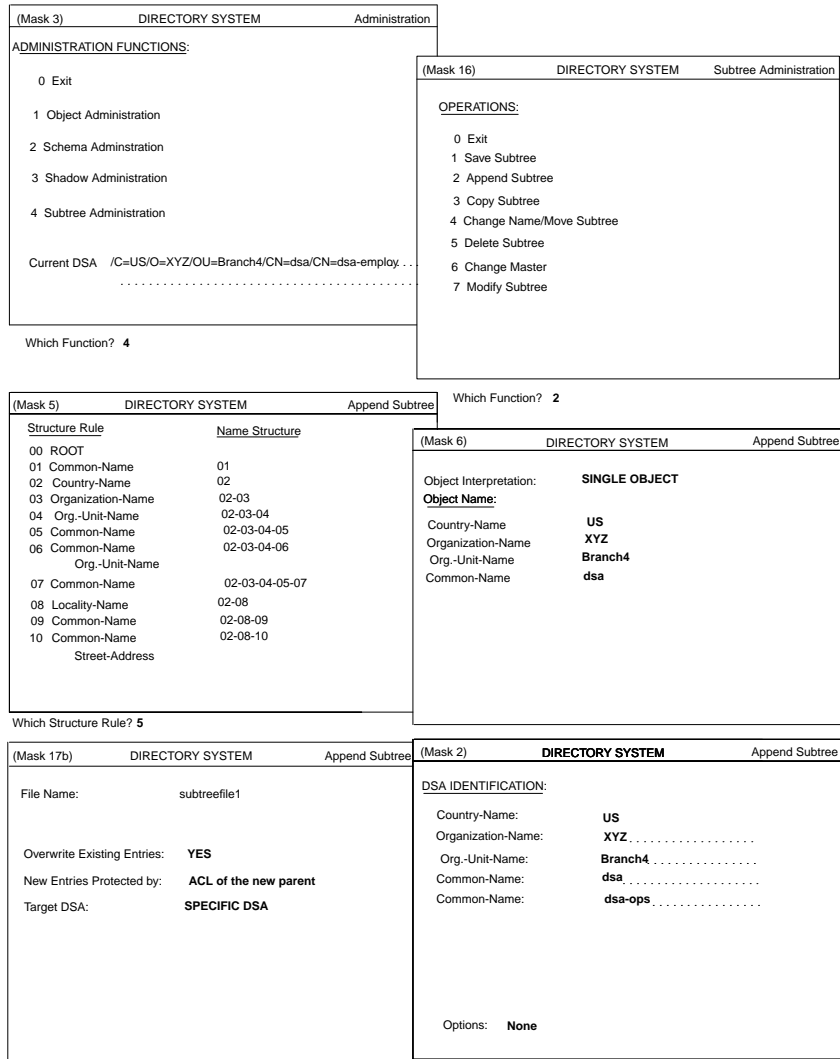 (Mask 3) DIRECTORY SYSTEM Administration
ADMINISTRATION FUNCTIONS:
0 Exit
1 Object Administration
2 Schema Adminstration
3 Shadow Administration
4 Subtree Administration
Current DSA /C=US/O=XYZ/OU=Branch4/CN=dsa/CN=dsa-employ. . . .
. . . . . . . . . . . . . . . . . . . . . . . . . . . . . . . . . . . . . . . . . .
Which Function? 4
(Mask 16) DIRECTORY SYSTEM Subtree Administration
OPERATIONS:
0 Exit
1 Save Subtree
2 Append Subtree
3 Copy Subtree
4 Change Name/Move Subtree
5 Delete Subtree
6 Change Master
7 Modify Subtree
Which Function? 2
(Mask 5) DIRECTORY SYSTEM Append Subtree
Structure Rule Name Structure
00 ROOT
01 Common-Name 01
02 Country-Name 02
03 Organization-Name 02-03
04 Org.-Unit-Name 02-03-04
05 Common-Name 02-03-04-05
06 Common-Name 02-03-04-06
Org.-Unit-Name
07 Common-Name 02-03-04-05-07
08 Locality-Name 02-08
09 Common-Name 02-08-09
10 Common-Name 02-08-10
Street-Address
Which Structure Rule? 5
(Mask 6) DIRECTORY SYSTEM Append Subtree
Object Interpretation: SINGLE OBJECT
Object Name:
Country-Name US
Organization-Name XYZ
Org.-Unit-Name Branch4
Common-Name dsa
(Mask 17b) DIRECTORY SYSTEM Append Subtree
File Name: subtreefile1
Overwrite Existing Entries: YES
New Entries Protected by: ACL of the new parent
Target DSA: SPECIFIC DSA
(Mask 2) DIRECTORY SYSTEM Append Subtree
DSA IDENTIFICATION:
Country-Name: US
Organization-Name: XYZ . . . . . . . . . . . . . . . . . .
Org.-Unit-Name: Branch4 . . . . . . . . . . . . . . . .
Common-Name: dsa . . . . . . . . . . . . . . . . . . . .
Common-Name: dsa-ops . . . . . . . . . . . . . . . .
Options: None